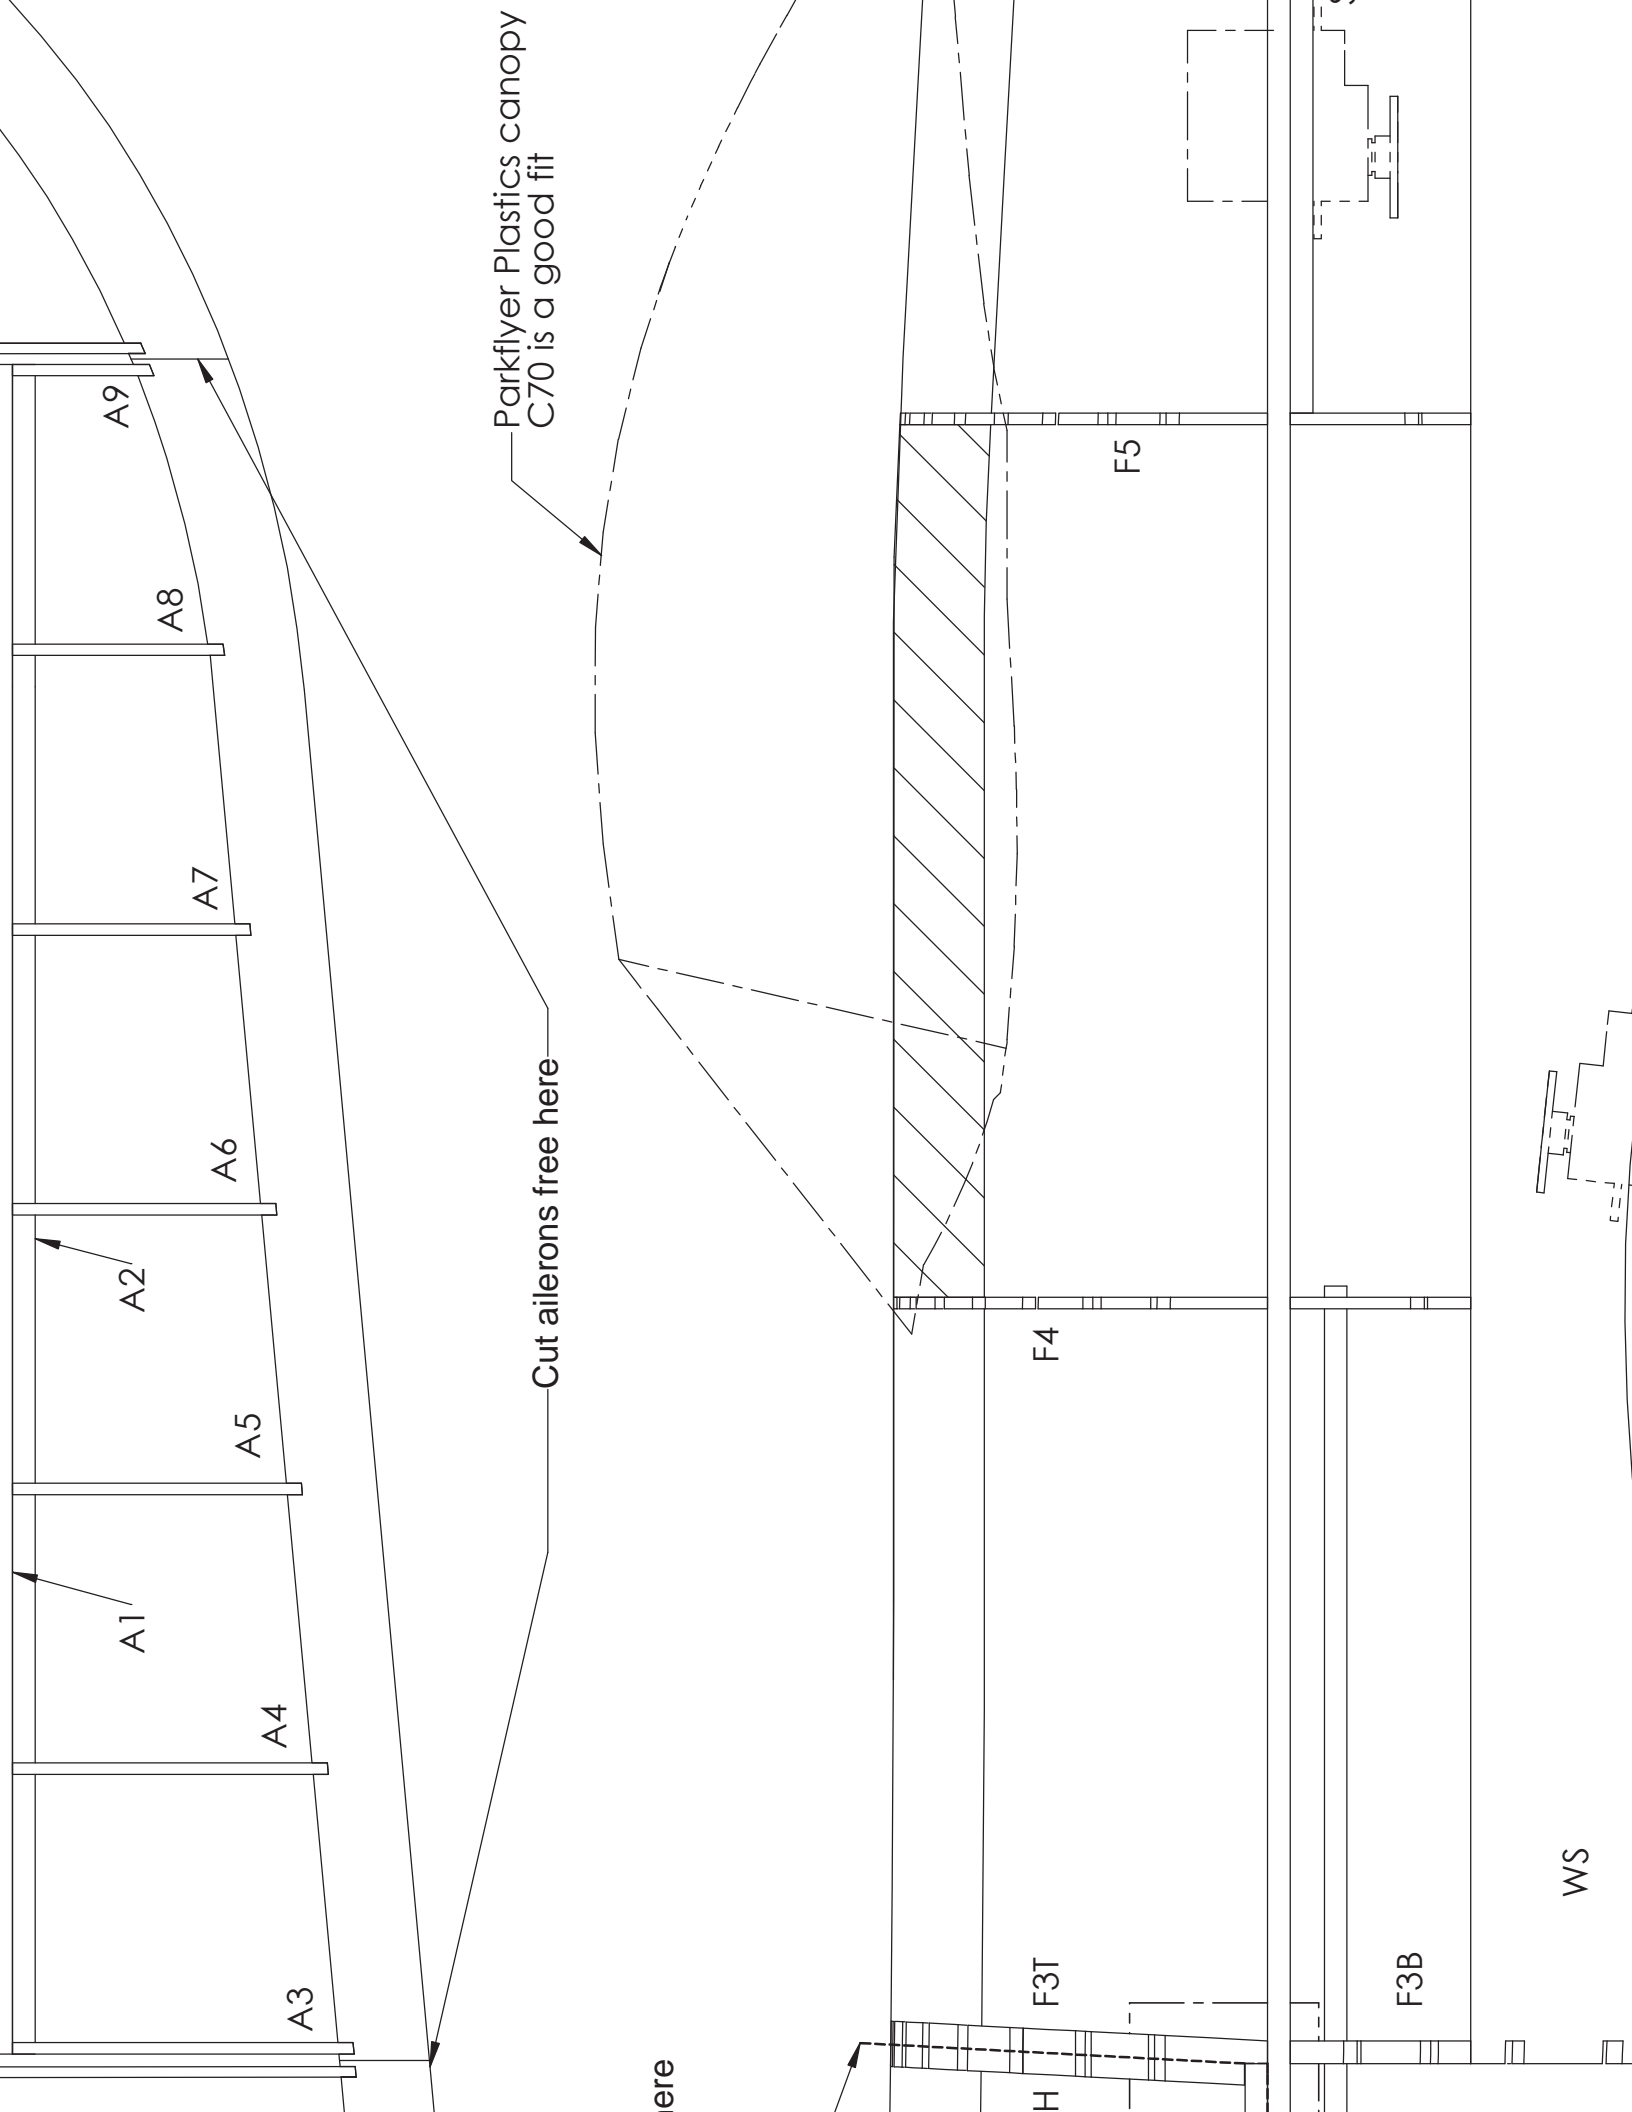 Parkflyer Plastics canopy
C70 is a good fit
A9
A8
A7
A6
A2
A5
A1
A4
A3
Cut ailerons free here
F5
F4
F3T
F3B
WS
H